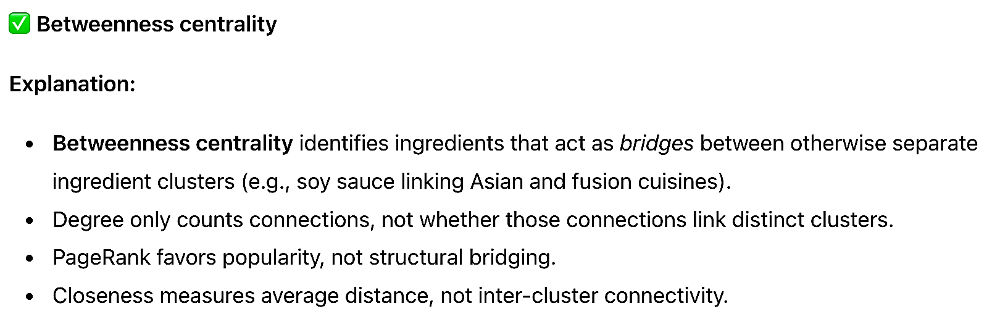 ✅ Betweenness centrality
Explanation:
• Betweenness centrality identifies ingredients that act as bridges between otherwise separate
ingredient clusters (e.g., soy sauce linking Asian and fusion cuisines).
• Degree only counts connections, not whether those connections link distinct clusters.
• PageRank favors popularity, not structural bridging.
• Closeness measures average distance, not inter-cluster connectivity.